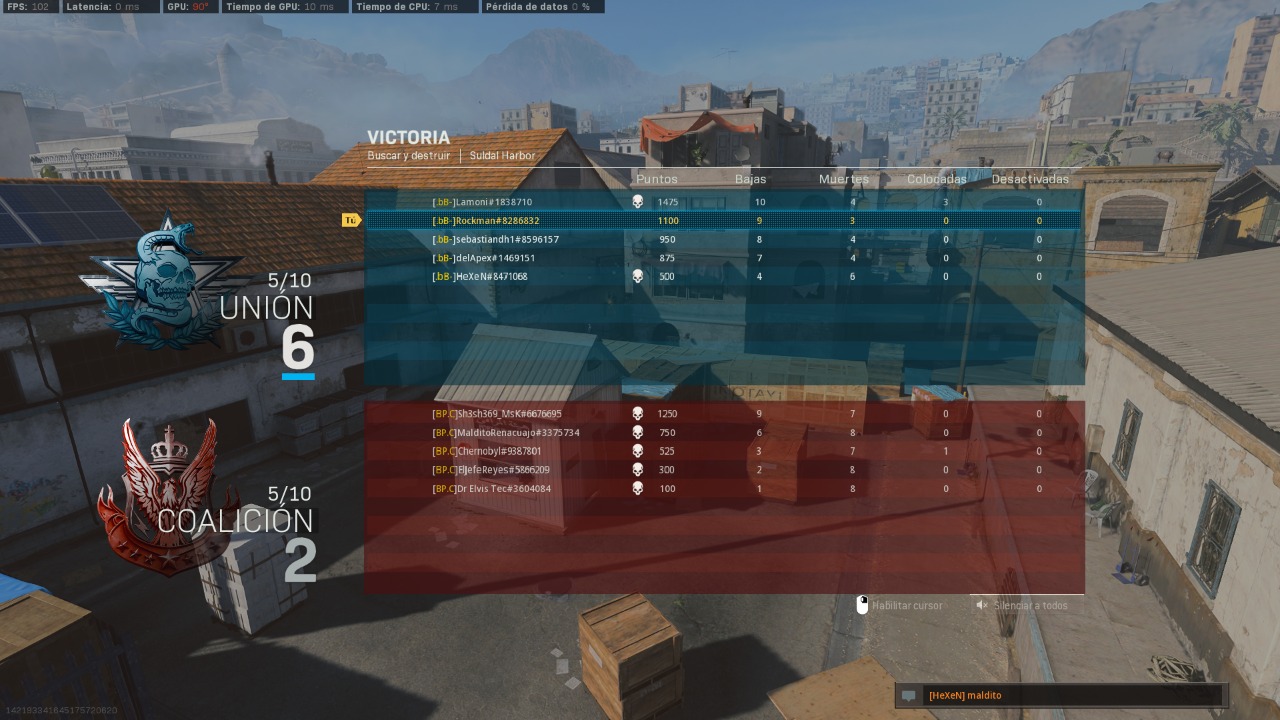 FPS: 102 Latencia: 0 ms GPU: 90° Tiempo de GPU: 10 ms Tiempo de CPU: 7 ms Pérdida de datos 0 %
VICTORIA
Buscar y destruir | Suldal Harbor
Puntos Bajas Muertes Colocadas Desactivadas
[.bB-]Lamoni#1838710 1475 10 4 3 0
Tú [.bB-]Rockman#8286832 1100 9 3 0 0
[.bB-]sebastiandh1#8596157 950 8 4 0 0
[.bB-]delApex#1469151 875 7 4 0 0
[.bB-]HeXeN#8471068 500 4 6 0 0
5/10
UNIÓN
6
[BP.C]Sh3sh369_MsK#6676695 1250 9 7 0 0
[BP.C]MalditoRenacuajo#3375734 750 6 8 0 0
[BP.C]Chernobyl#9387801 525 3 7 1 0
[BP.C]ElJefeReyes#5866209 300 2 8 0 0
[BP.C]Dr Elvis Tec#3604084 100 1 8 0 0
5/10
COALICIÓN
2
Habilitar cursor Silenciar a todos
[HeXeN] maldito